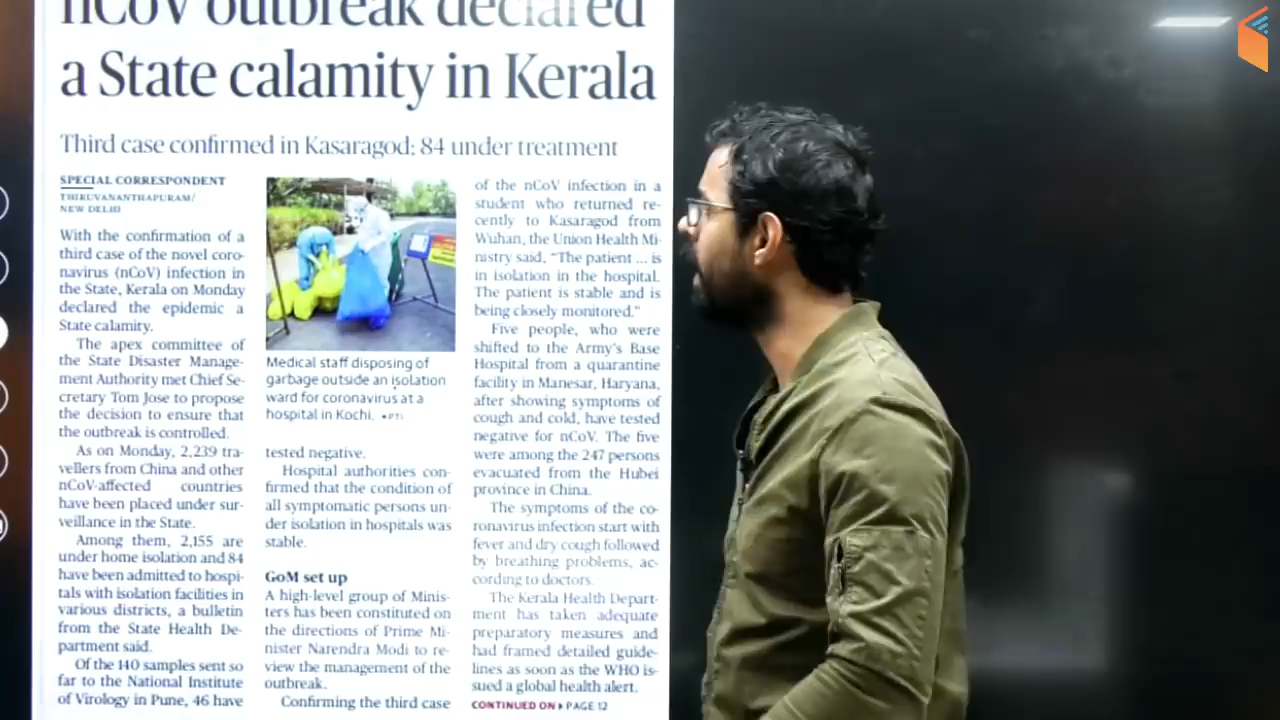 nCoV outbreak declared
a State calamity in Kerala
Third case confirmed in Kasaragod: 84 under treatment
SPECIAL CORRESPONDENT
THIRUVANANTHAPURAM/
NEW DELHI
With the confirmation of a
third case of the novel coro-
navirus (nCoV) infection in
the State, Kerala on Monday
declared the epidemic a
State calamity.
The apex committee of
the State Disaster Manage-
ment Authority met Chief Se-
cretary Tom Jose to propose
the decision to ensure that
the outbreak is controlled.
As on Monday, 2,239 tra-
vellers from China and other
nCoV-affected countries
have been placed under sur-
veillance in the State.
Among them, 2,155 are
under home isolation and 84
have been admitted to hospi-
tals with isolation facilities in
various districts, a bulletin
from the State Health De-
partment said.
Of the 140 samples sent so
far to the National Institute
of Virology in Pune, 46 have
Medical staff disposing of
garbage outside an isolation
ward for coronavirus at a
hospital in Kochi. PTI
tested negative.
Hospital authorities con-
firmed that the condition of
all symptomatic persons un-
der isolation in hospitals was
stable.
GoM set up
A high-level group of Minis-
ters has been constituted on
the directions of Prime Mi-
nister Narendra Modi to re-
view the management of the
outbreak.
Confirming the third case
of the nCoV infection in a
student who returned re-
cently to Kasaragod from
Wuhan, the Union Health Mi-
nistry said, “The patient ... is
in isolation in the hospital.
The patient is stable and is
being closely monitored.”
Five people, who were
shifted to the Army’s Base
Hospital from a quarantine
facility in Manesar, Haryana,
after showing symptoms of
cough and cold, have tested
negative for nCoV. The five
were among the 247 persons
evacuated from the Hubei
province in China.
The symptoms of the co-
ronavirus infection start with
fever and dry cough followed
by breathing problems, ac-
cording to doctors.
The Kerala Health Depart-
ment has taken adequate
preparatory measures and
had framed detailed guide-
lines as soon as the WHO is-
sued a global health alert.
CONTINUED ON PAGE 12